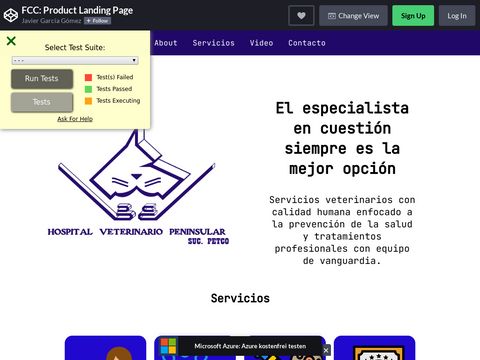 FCC: Product Landing Page
Javier García Gómez
+ Follow
Change View
Sign Up
Log In
About
Servicios
Video
Contacto
Select Test Suite:
- - -
Run Tests
Tests
Test(s) Failed
Tests Passed
Tests Executing
Ask For Help
HOSPITAL VETERINARIO PENINSULAR
SUC. PETCO
El especialista
en cuestión
siempre es la
mejor opción
Servicios veterinarios con
calidad humana enfocado a
la prevención de la salud
y tratamientos
profesionales con equipo
de vanguardia.
Servicios
Microsoft Azure: Azure kostenfrei testen